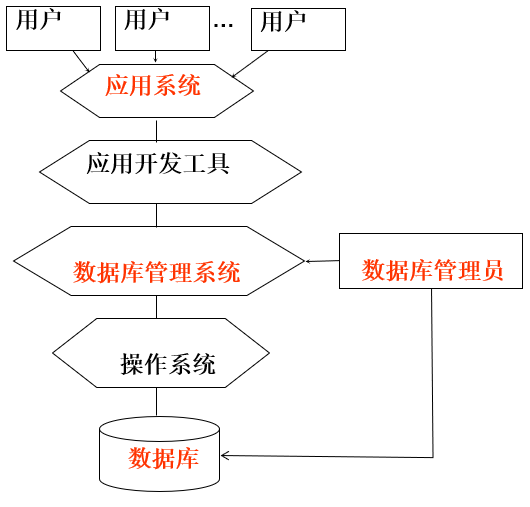 用户 用户 ... 用户
应用系统
应用开发工具
数据库管理系统 数据库管理员
操作系统
数据库